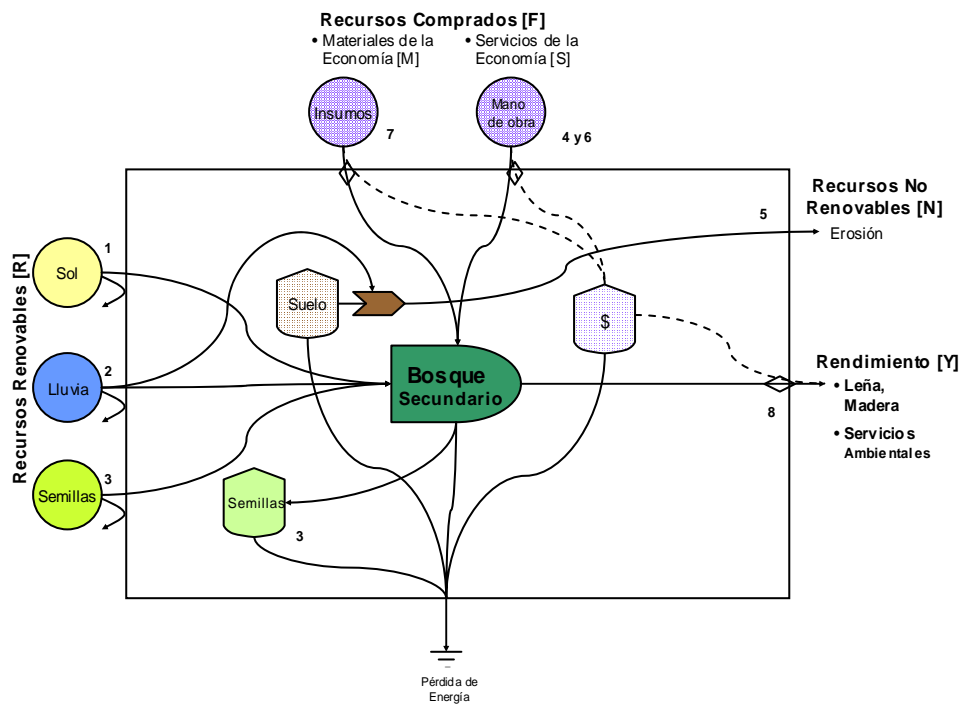 Recursos Comprados [F]
• Materiales de la
Economía [M]
• Servicios de la
Economía [S]
Insumos
7
Mano
de obra
4 y 6
Recursos No
Renovables [N]
Erosión
5
Recursos Renovables [R]
1
Sol
Suelo
$
2
Lluvia
Bosque
Secundario
Rendimiento [Y]
• Leña,
Madera
• Servicios
Ambientales
8
3
Semillas
Semillas
3
Pérdida de
Energía